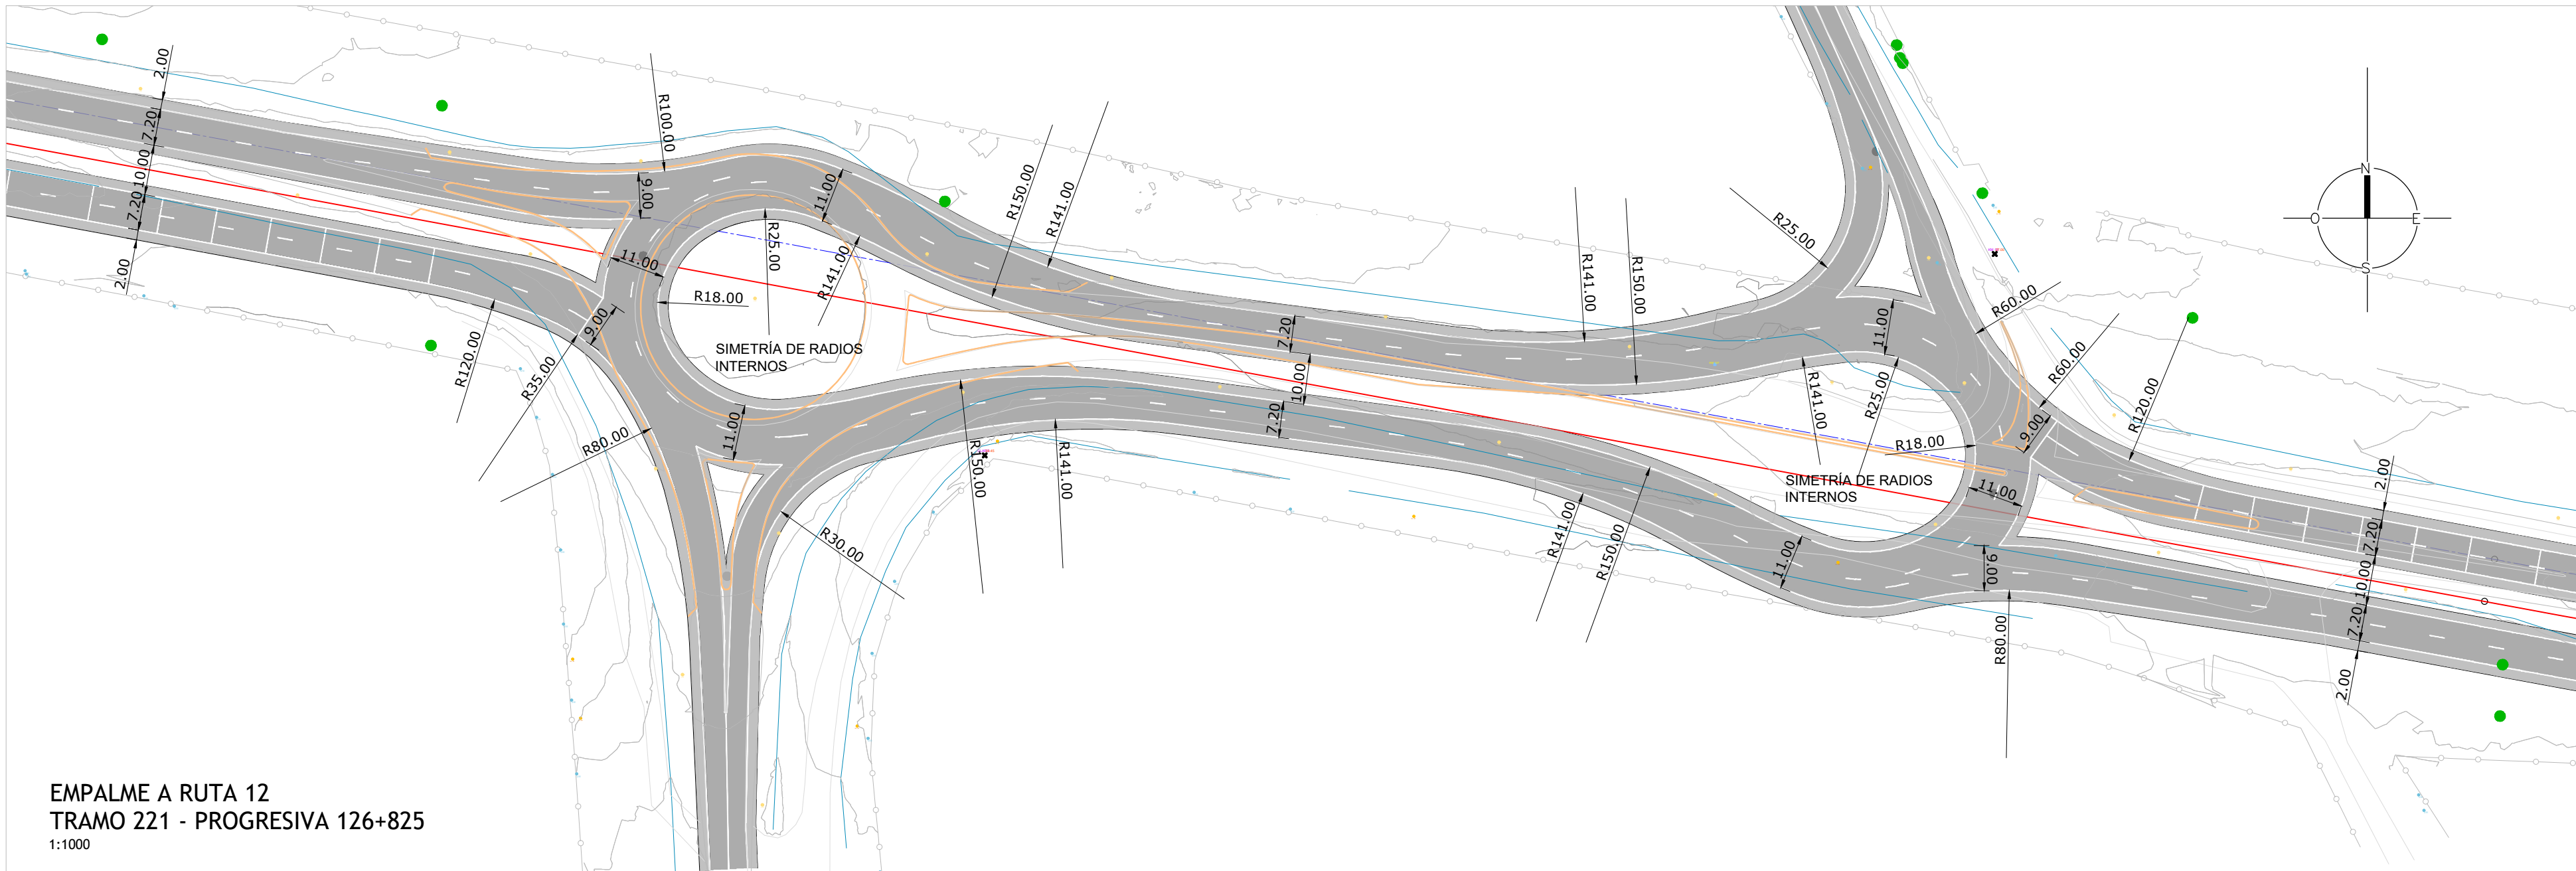 2.00
7.20
10.00
7.20
2.00
R100.00
9.00
11.00
R25.00
R141.00
11.00
R18.00
SIMETRÍA DE RADIOS
INTERNOS
9.00
R120.00
R35.00
R80.00
11.00
R30.00
R150.00
R141.00
R150.00
R141.00
7.20
10.00
7.20
R141.00
R150.00
R25.00
11.00
R60.00
R141.00
R25.00
R18.00
SIMETRÍA DE RADIOS
INTERNOS
R60.00
R120.00
9.00
11.00
R141.00
R150.00
11.00
9.00
R80.00
2.00
7.20
10.00
7.20
2.00
N
O
E
S
EMPALME A RUTA 12
TRAMO 221 - PROGRESIVA 126+825
1:1000